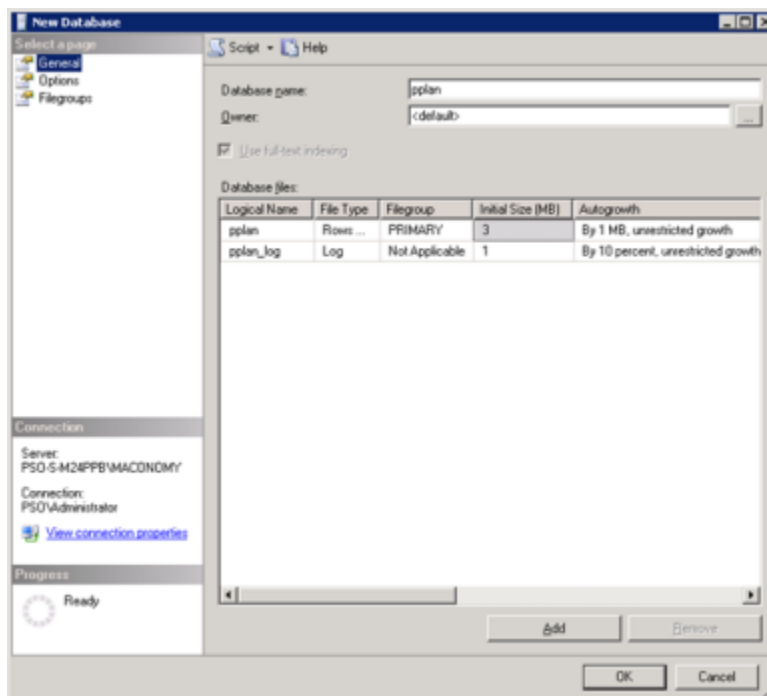 New Database
Select a page
General
Options
Filegroups
Script
Help
Database name:
pplan
Owner:
<default>
...
Use full-text indexing
Database files:
Logical Name File Type Filegroup Initial Size (MB) Autogrowth
pplan Rows ... PRIMARY 3 By 1 MB, unrestricted growth
pplan_log Log Not Applicable 1 By 10 percent, unrestricted growth
Connection
Server:
PSO-S-M24PPB\MACONOMY
Connection:
PSO\Administrator
View connection properties
Progress
Ready
Add
Remove
OK
Cancel